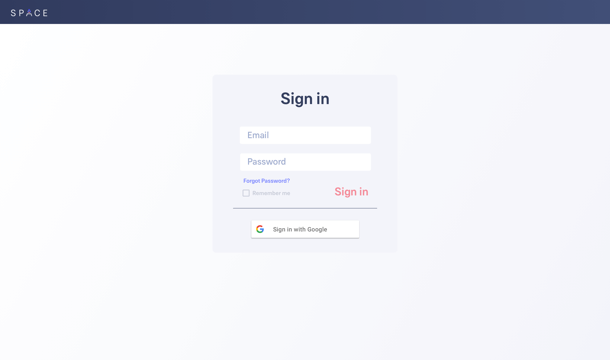 SPACE
Sign in
Email
Password
Forgot Password?
Remember me
Sign in
Sign in with Google